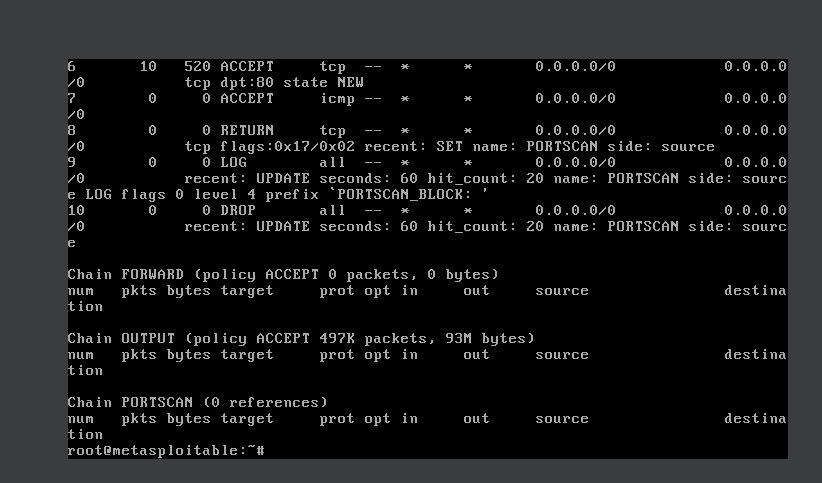 6 10 520 ACCEPT tcp -- * * 0.0.0.0/0 0.0.0.0
/0 tcp dpt:80 state NEW
7 0 0 ACCEPT icmp -- * * 0.0.0.0/0 0.0.0.0
/0
8 0 0 RETURN tcp -- * * 0.0.0.0/0 0.0.0.0
/0 tcp flags:0x17/0x02 recent: SET name: PORTSCAN side: source
9 0 0 LOG all -- * * 0.0.0.0/0 0.0.0.0
/0 recent: UPDATE seconds: 60 hit_count: 20 name: PORTSCAN side: sourc
e LOG flags 0 level 4 prefix `PORTSCAN_BLOCK: '
10 0 0 DROP all -- * * 0.0.0.0/0 0.0.0.0
/0 recent: UPDATE seconds: 60 hit_count: 20 name: PORTSCAN side: sourc
e
Chain FORWARD (policy ACCEPT 0 packets, 0 bytes)
num pkts bytes target prot opt in out source destina
tion
Chain OUTPUT (policy ACCEPT 497K packets, 93M bytes)
num pkts bytes target prot opt in out source destina
tion
Chain PORTSCAN (0 references)
num pkts bytes target prot opt in out source destina
tion
root@metasploitable:~#